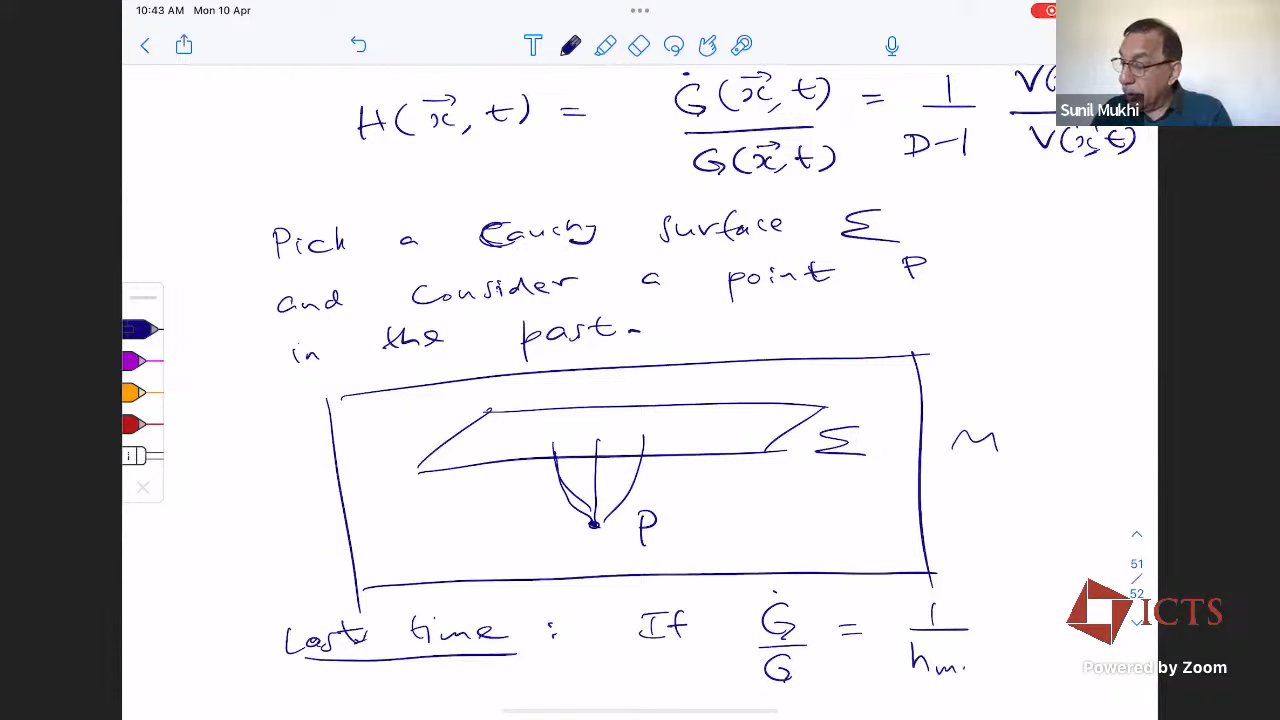 10:43 AM Mon 10 Apr
Sunil Mukhi
H(x⃗, t) = Ġ(x⃗, t) / G(x⃗, t) = 1 / D-1 V( / V(x⃗, t)
Pick a Cauchy surface Σ
and consider a point P
in the past.
Σ
M
P
51
/
52
Last time : If Ġ / G = 1 / hm.
ICTS
Powered by Zoom